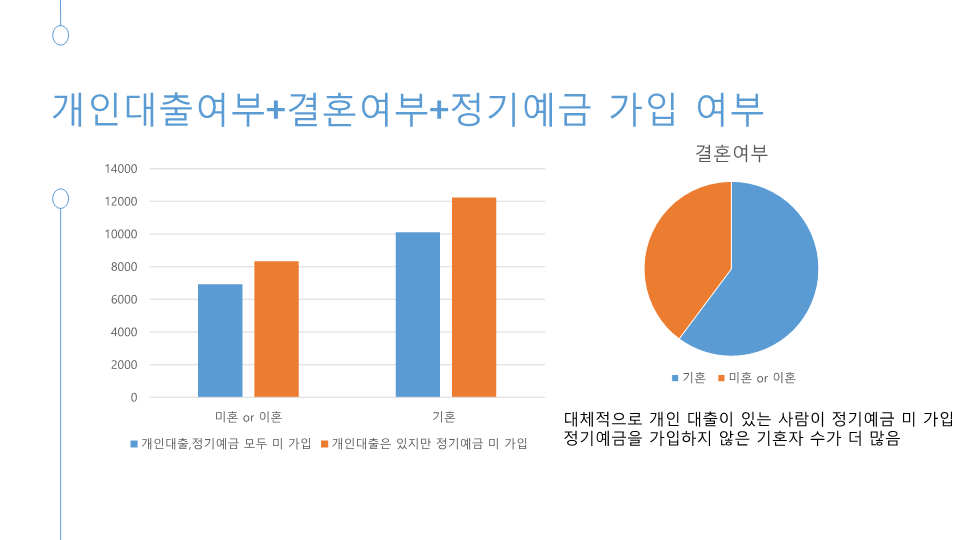 개인대출여부+결혼여부+정기예금 가입 여부
14000
12000
10000
8000
6000
4000
2000
0
미혼 or 이혼
기혼
개인대출,정기예금 모두 미 가입
개인대출은 있지만 정기예금 미 가입
결혼여부
기혼
미혼 or 이혼
대체적으로 개인 대출이 있는 사람이 정기예금 미 가입
정기예금을 가입하지 않은 기혼자 수가 더 많음